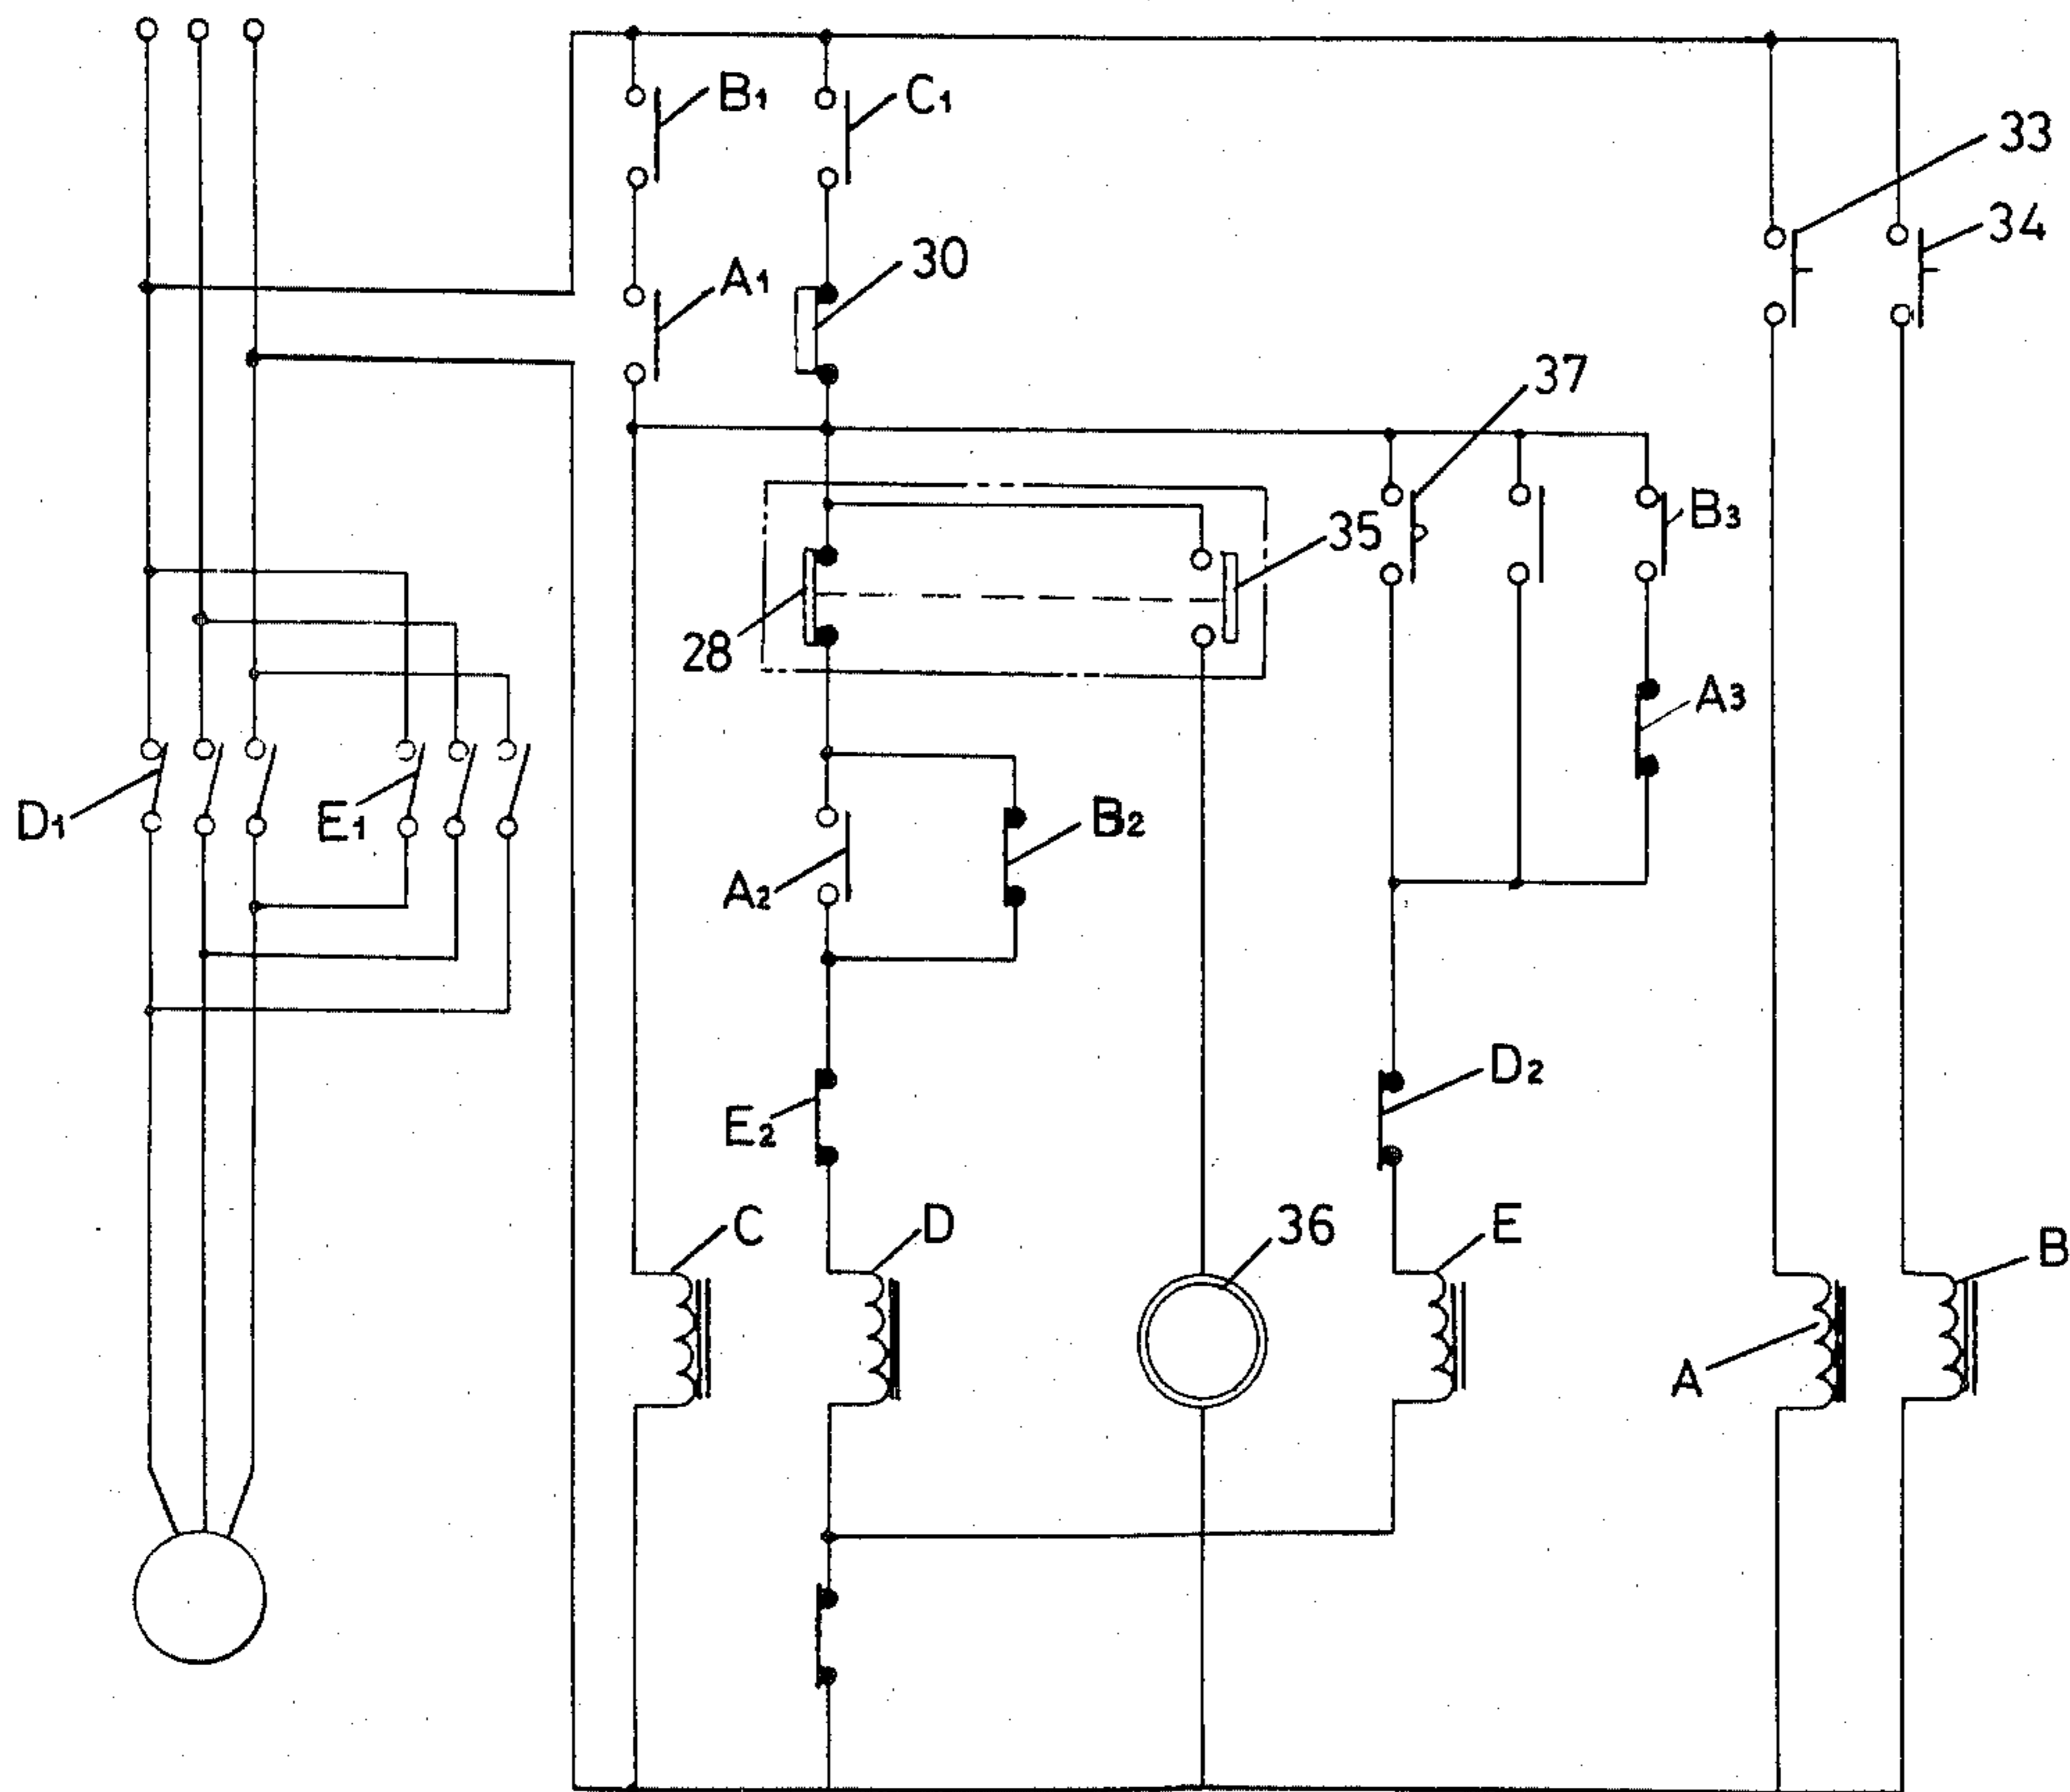 B₁
C₁
33
34
30
A₁
37
B₃
35
28
A₃
D₁
E₁
B₂
A₂
D₂
E₂
C
D
36
E
B
A